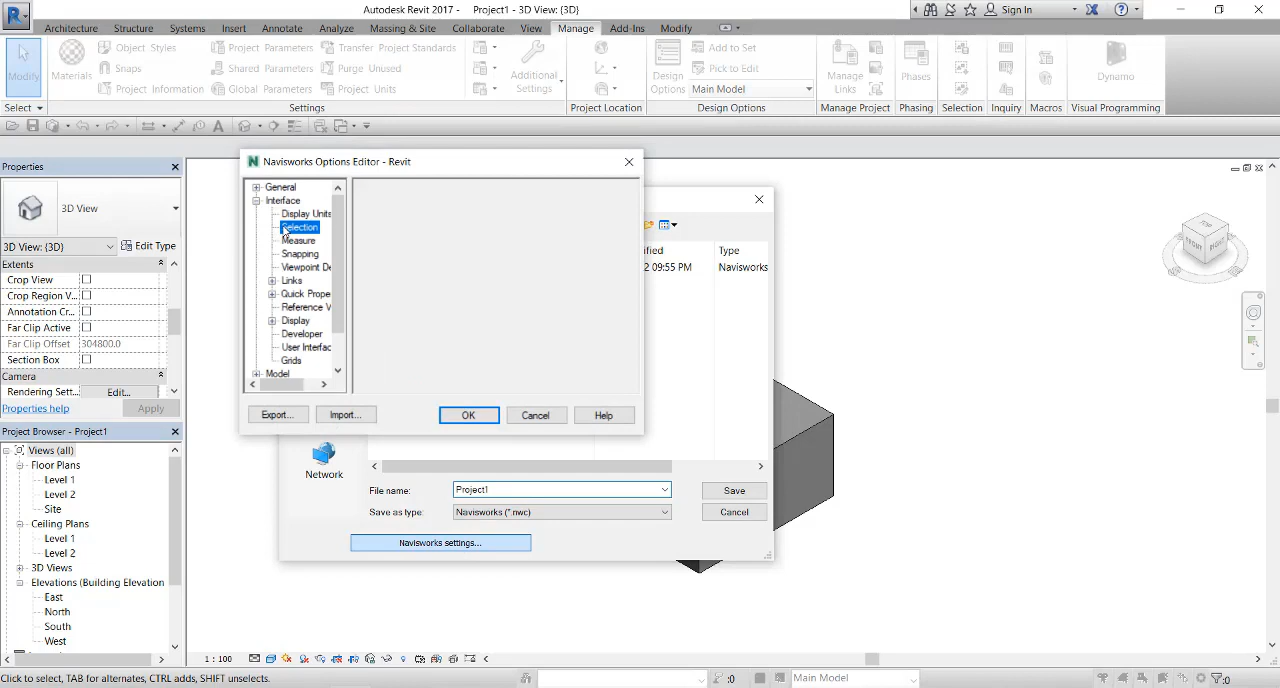 Autodesk Revit 2017 - Project1 - 3D View: {3D}
Sign In
Architecture Structure Systems Insert Annotate Analyze Massing & Site Collaborate View Manage Add-Ins Modify
Modify
Materials
Object Styles
Snaps
Project Information
Project Parameters
Shared Parameters
Global Parameters
Transfer Project Standards
Purge Unused
Project Units
Additional
Settings
Design
Options
Add to Set
Pick to Edit
Main Model
Manage
Links
Phases
Dynamo
Select
Settings
Project Location
Design Options
Manage Project
Phasing
Selection
Inquiry
Macros
Visual Programming
Properties
3D View
3D View: {3D}
Edit Type
Extents
Crop View
Crop Region V...
Annotation Cr...
Far Clip Active
Far Clip Offset 304800.0
Section Box
Camera
Rendering Sett... Edit...
Properties help
Apply
Project Browser - Project1
Views (all)
Floor Plans
Level 1
Level 2
Site
Ceiling Plans
Level 1
Level 2
3D Views
Elevations (Building Elevation
East
North
South
West
Navisworks Options Editor - Revit
General
Interface
Display Units
Selection
Measure
Snapping
Viewpoint De
Links
Quick Prope
Reference V
Display
Developer
User Interfac
Grids
Model
Export...
Import...
OK
Cancel
Help
ified
Type
2 09:55 PM
Navisworks
Network
File name:
Project1
Save
Save as type:
Navisworks (*.nwc)
Cancel
Navisworks settings...
TOP
FRONT
RIGHT
1 : 100
Click to select, TAB for alternates, CTRL adds, SHIFT unselects.
:0
Main Model
:0